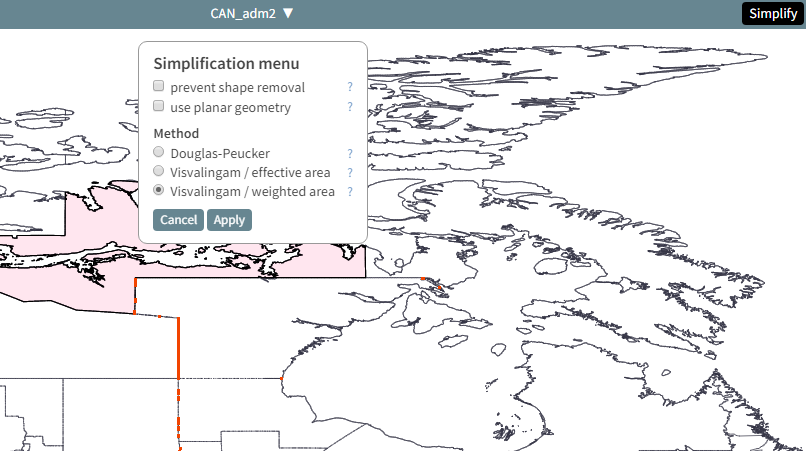 CAN_adm2 ▼
Simplify
Simplification menu
prevent shape removal ?
use planar geometry ?
Method
Douglas-Peucker ?
Visvalingam / effective area ?
Visvalingam / weighted area ?
Cancel Apply